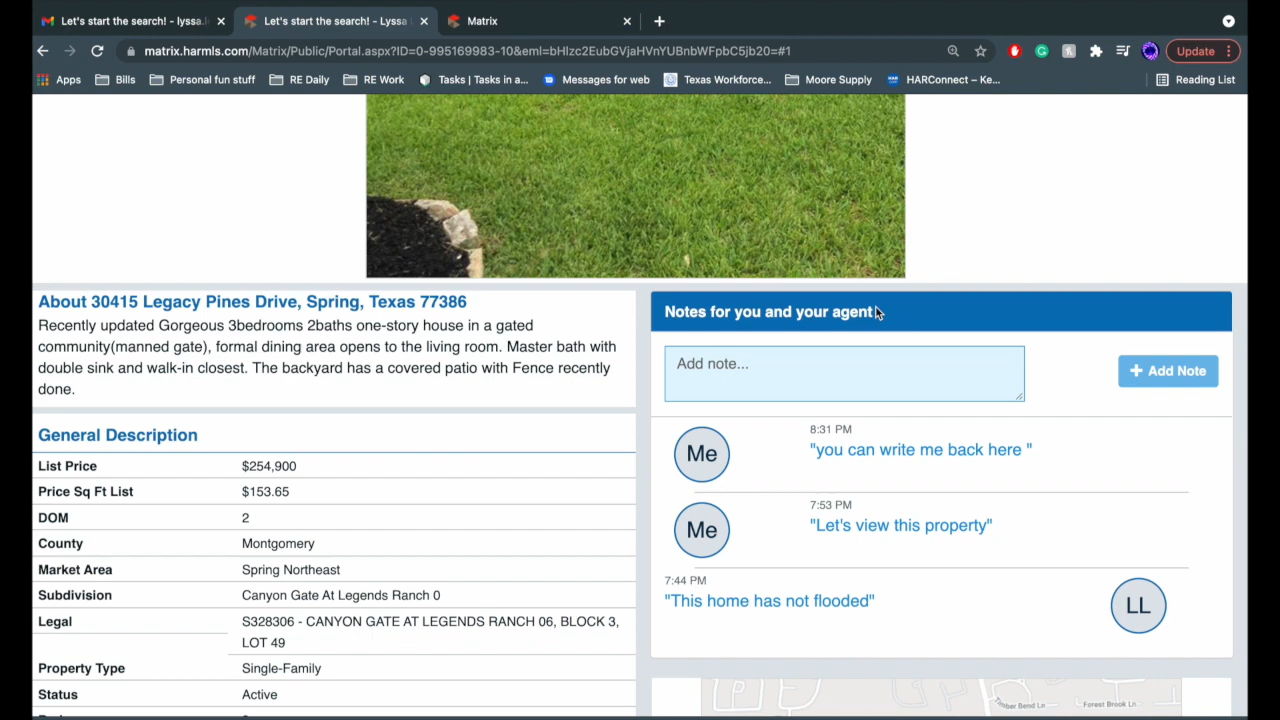 Let's start the search! - lyssa.l
Let's start the search! - Lyssa
Matrix
matrix.harmls.com/Matrix/Public/Portal.aspx?ID=0-995169983-10&eml=bHlzc2EubGVjaHVnYUBnbWFpbC5jb20=#1
Update
Apps
Bills
Personal fun stuff
RE Daily
RE Work
Tasks | Tasks in a...
Messages for web
Texas Workforce...
Moore Supply
HARConnect – Ke...
Reading List
About 30415 Legacy Pines Drive, Spring, Texas 77386
Recently updated Gorgeous 3bedrooms 2baths one-story house in a gated
community(manned gate), formal dining area opens to the living room. Master bath with
double sink and walk-in closest. The backyard has a covered patio with Fence recently
done.
General Description
List Price $254,900
Price Sq Ft List $153.65
DOM 2
County Montgomery
Market Area Spring Northeast
Subdivision Canyon Gate At Legends Ranch 0
Legal S328306 - CANYON GATE AT LEGENDS RANCH 06, BLOCK 3,
LOT 49
Property Type Single-Family
Status Active
Notes for you and your agent
Add note...
+ Add Note
8:31 PM
Me "you can write me back here "
7:53 PM
Me "Let's view this property"
7:44 PM
"This home has not flooded" LL
Timber Bend Ln
Forest Brook Ln